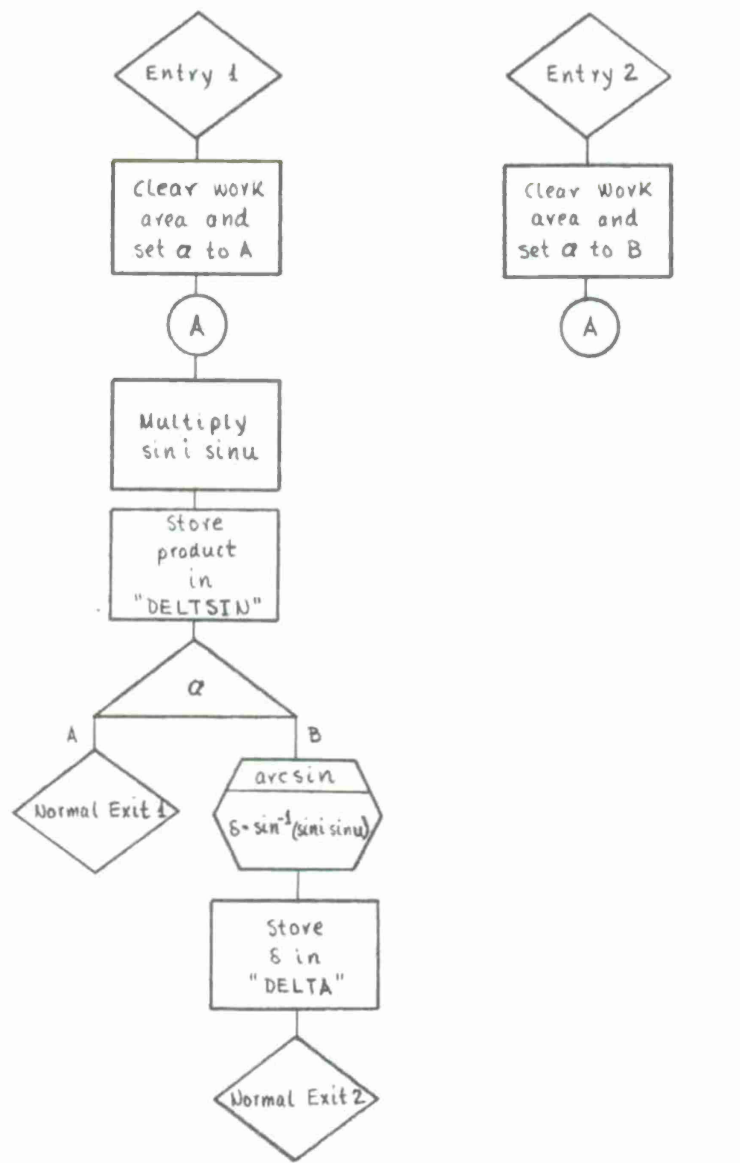 Entry 1
Clear work
area and
set α to A
A
Multiply
sin i sin u
Store
product
in
"DELTSIN"
α
A
B
Normal Exit 1
arcsin
δ = sin⁻¹(sin i sin u)
Store
δ in
"DELTA"
Normal Exit 2
Entry 2
Clear work
area and
set α to B
A